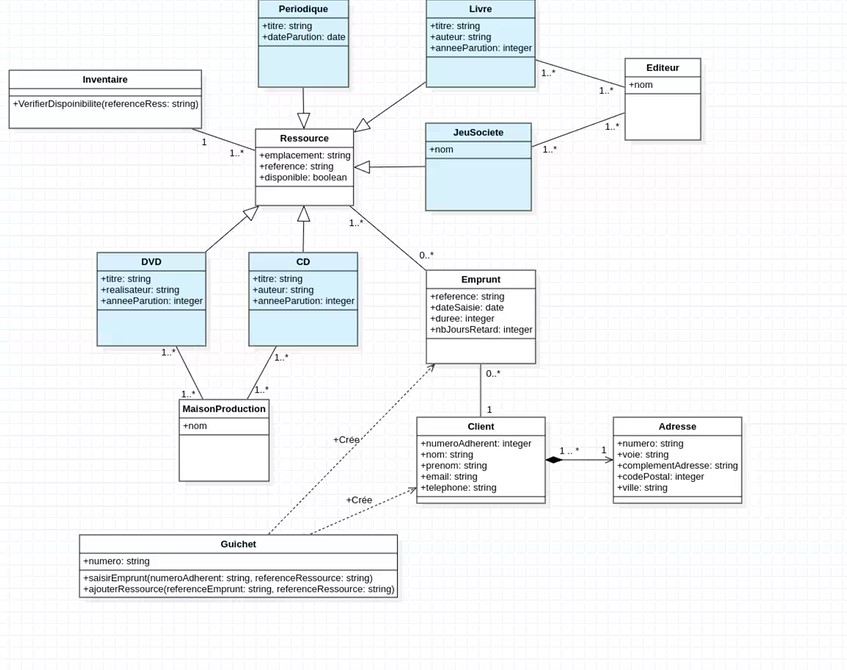 Periodique
+titre: string
+dateParution: date
Livre
+titre: string
+auteur: string
+anneeParution: integer
1..*
1..*
Editeur
+nom
Inventaire
+VerifierDispoinibilite(referenceRess: string)
1
1..*
Ressource
+emplacement: string
+reference: string
+disponible: boolean
JeuSociete
+nom
1..*
1..*
1..*
0..*
DVD
+titre: string
+realisateur: string
+anneeParution: integer
CD
+titre: string
+auteur: string
+anneeParution: integer
Emprunt
+reference: string
+dateSaisie: date
+duree: integer
+nbJoursRetard: integer
1..*
1..*
1..*
1..*
MaisonProduction
+nom
0..*
1
+Crée
+Crée
Client
+numeroAdherent: integer
+nom: string
+prenom: string
+email: string
+telephone: string
1 .. *
1
Adresse
+numero: string
+voie: string
+complementAdresse: string
+codePostal: integer
+ville: string
Guichet
+numero: string
+saisirEmprunt(numeroAdherent: string, referenceRessource: string)
+ajouterRessource(referenceEmprunt: string, referenceRessource: string)